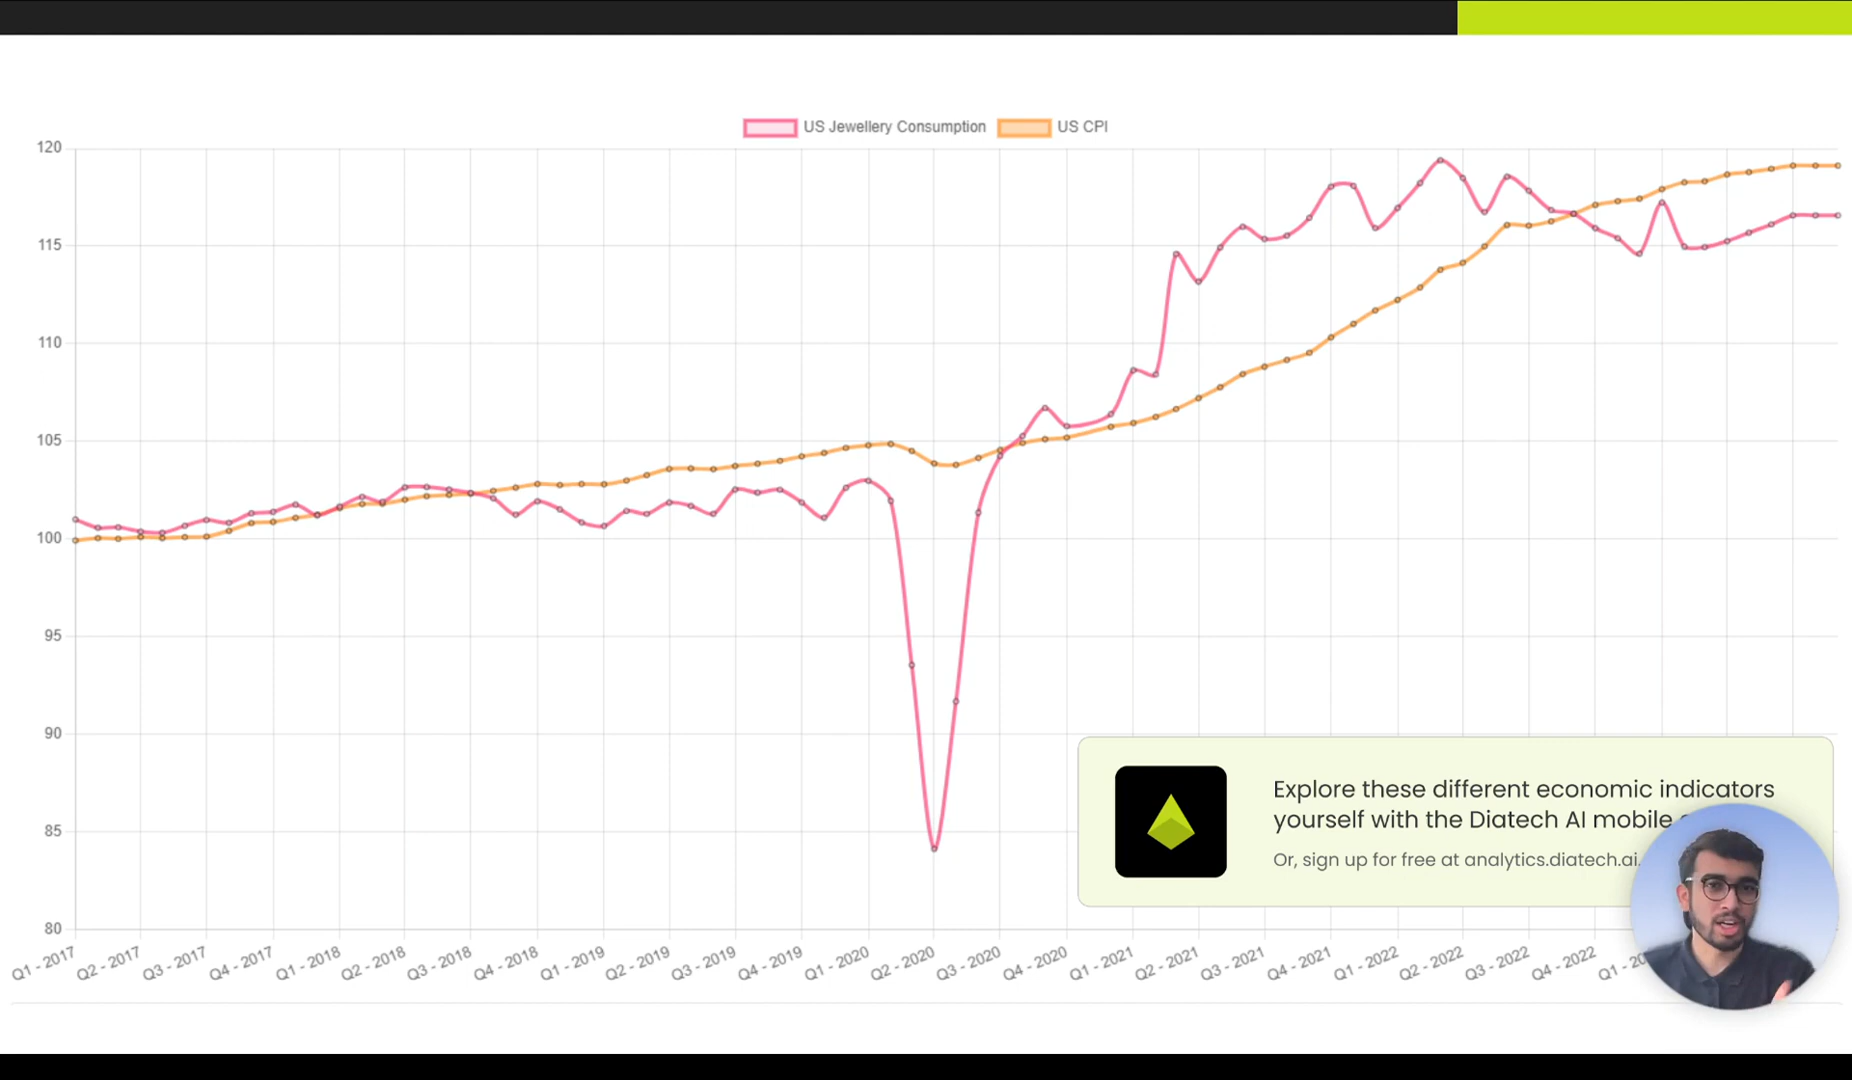 US Jewellery Consumption US CPI
120
115
110
105
100
95
90
85
80
Explore these different economic indicators
yourself with the Diatech AI mobile
Or, sign up for free at analytics.diatech.ai.
Q1 - 2017 Q2 - 2017 Q3 - 2017 Q4 - 2017 Q1 - 2018 Q2 - 2018 Q3 - 2018 Q4 - 2018 Q1 - 2019 Q2 - 2019 Q3 - 2019 Q4 - 2019 Q1 - 2020 Q2 - 2020 Q3 - 2020 Q4 - 2020 Q1 - 2021 Q2 - 2021 Q3 - 2021 Q4 - 2021 Q1 - 2022 Q2 - 2022 Q3 - 2022 Q4 - 2022 Q1 -